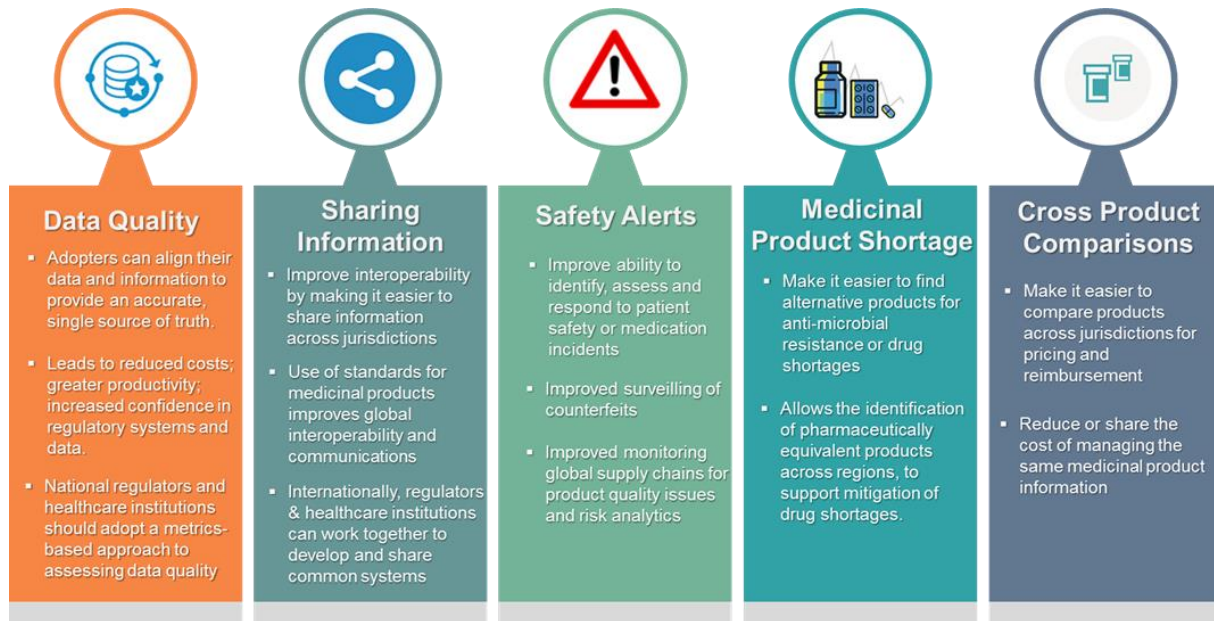 Data Quality
▪ Adopters can align their
data and information to
provide an accurate,
single source of truth.
▪ Leads to reduced costs;
greater productivity;
increased confidence in
regulatory systems and
data.
▪ National regulators and
healthcare institutions
should adopt a metrics-
based approach to
assessing data quality
Sharing
Information
▪ Improve interoperability
by making it easier to
share information
across jurisdictions
▪ Use of standards for
medicinal products
improves global
interoperability and
communications
▪ Internationally, regulators
& healthcare institutions
can work together to
develop and share
common systems
Safety Alerts
▪ Improve ability to
identify, assess and
respond to patient
safety or medication
incidents
▪ Improved surveilling of
counterfeits
▪ Improved monitoring
global supply chains for
product quality issues
and risk analytics
Medicinal
Product Shortage
▪ Make it easier to find
alternative products for
anti-microbial
resistance or drug
shortages
▪ Allows the identification
of pharmaceutically
equivalent products
across regions, to
support mitigation of
drug shortages.
Cross Product
Comparisons
▪ Make it easier to
compare products
across jurisdictions for
pricing and
reimbursement
▪ Reduce or share the
cost of managing the
same medicinal product
information